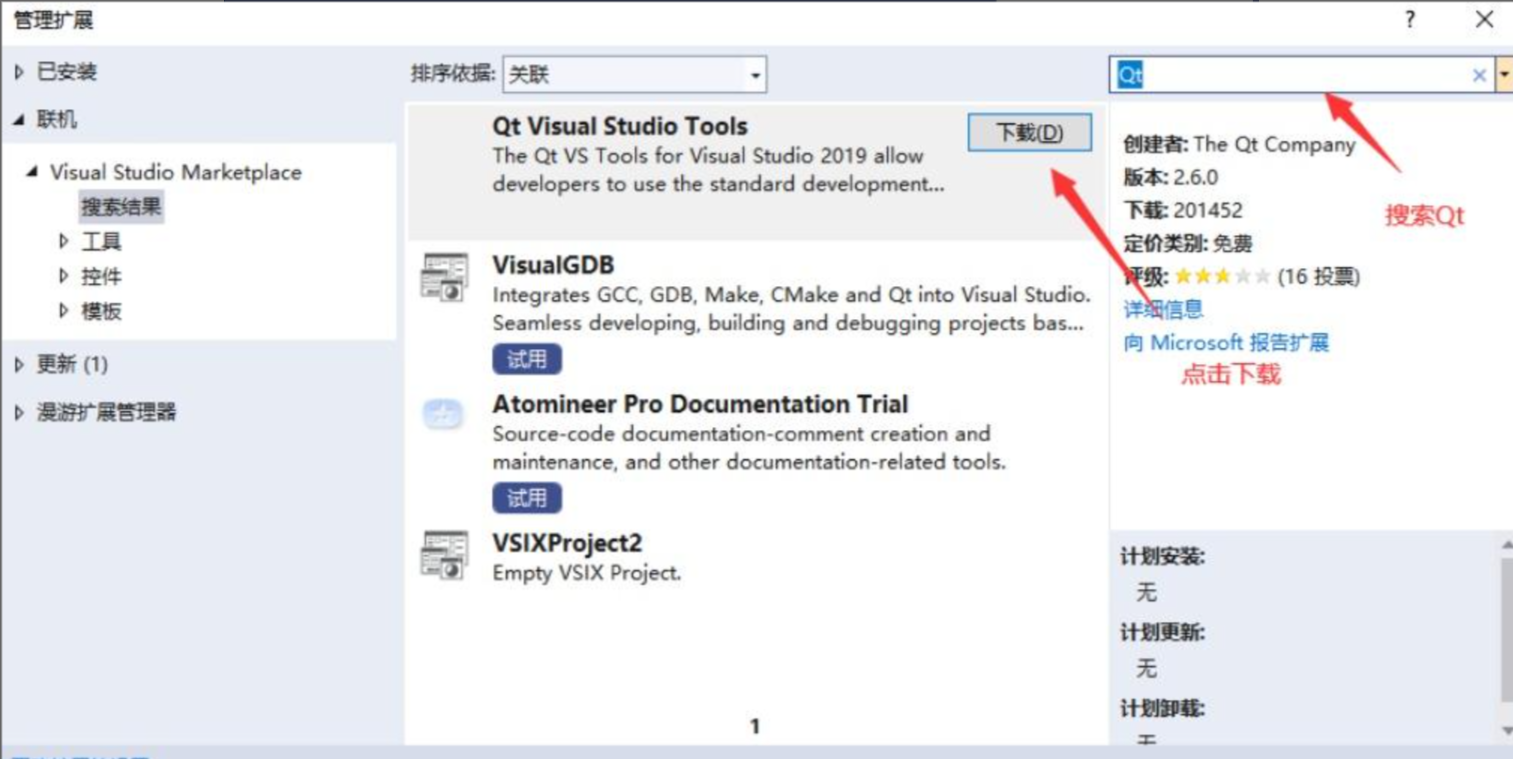 管理扩展
?
已安装
联机
Visual Studio Marketplace
搜索结果
工具
控件
模板
更新 (1)
漫游扩展管理器
排序依据: 关联
Qt Visual Studio Tools
下载(D)
The Qt VS Tools for Visual Studio 2019 allow
developers to use the standard development...
VisualGDB
Integrates GCC, GDB, Make, CMake and Qt into Visual Studio.
Seamless developing, building and debugging projects bas...
试用
Atomineer Pro Documentation Trial
Source-code documentation-comment creation and
maintenance, and other documentation-related tools.
试用
VSIXProject2
Empty VSIX Project.
1
Qt
创建者: The Qt Company
版本: 2.6.0
下载: 201452
定价类别: 免费
评级: (16 投票)
详细信息
向 Microsoft 报告扩展
搜索Qt
点击下载
计划安装:
无
计划更新:
无
计划卸载: